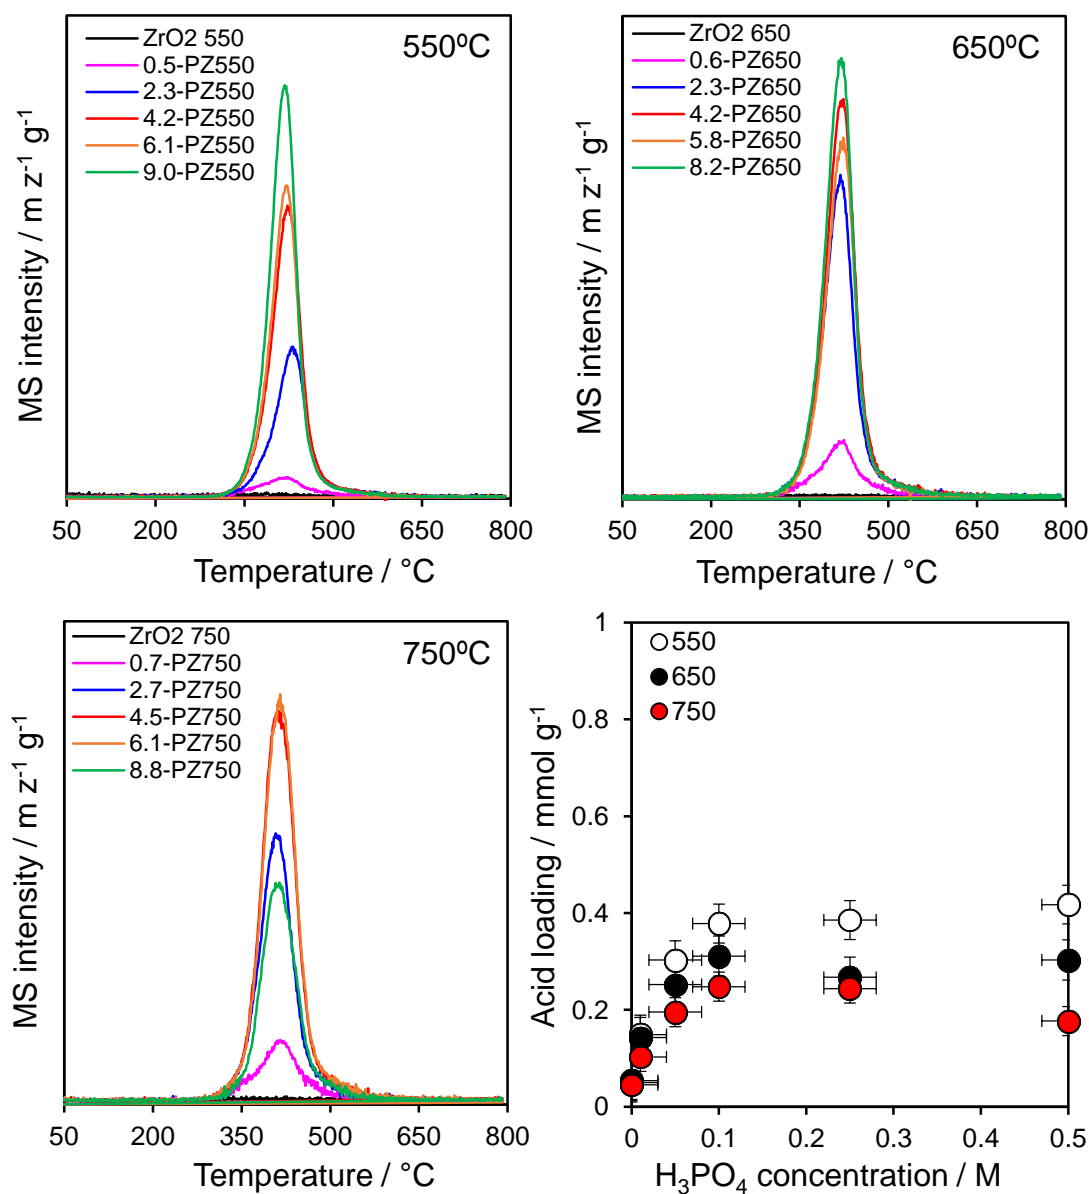 ZrO2 550
0.5-PZ550
2.3-PZ550
4.2-PZ550
6.1-PZ550
9.0-PZ550
550ºC
MS intensity / m z⁻¹ g⁻¹
50 200 350 500 650 800
Temperature / °C
ZrO2 650
0.6-PZ650
2.3-PZ650
4.2-PZ650
5.8-PZ650
8.2-PZ650
650ºC
MS intensity / m z⁻¹ g⁻¹
50 200 350 500 650 800
Temperature / °C
ZrO2 750
0.7-PZ750
2.7-PZ750
4.5-PZ750
6.1-PZ750
8.8-PZ750
750ºC
MS intensity / m z⁻¹ g⁻¹
50 200 350 500 650 800
Temperature / °C
550
650
750
Acid loading / mmol g⁻¹
1
0.8
0.6
0.4
0.2
0
0 0.1 0.2 0.3 0.4 0.5
H₃PO₄ concentration / M